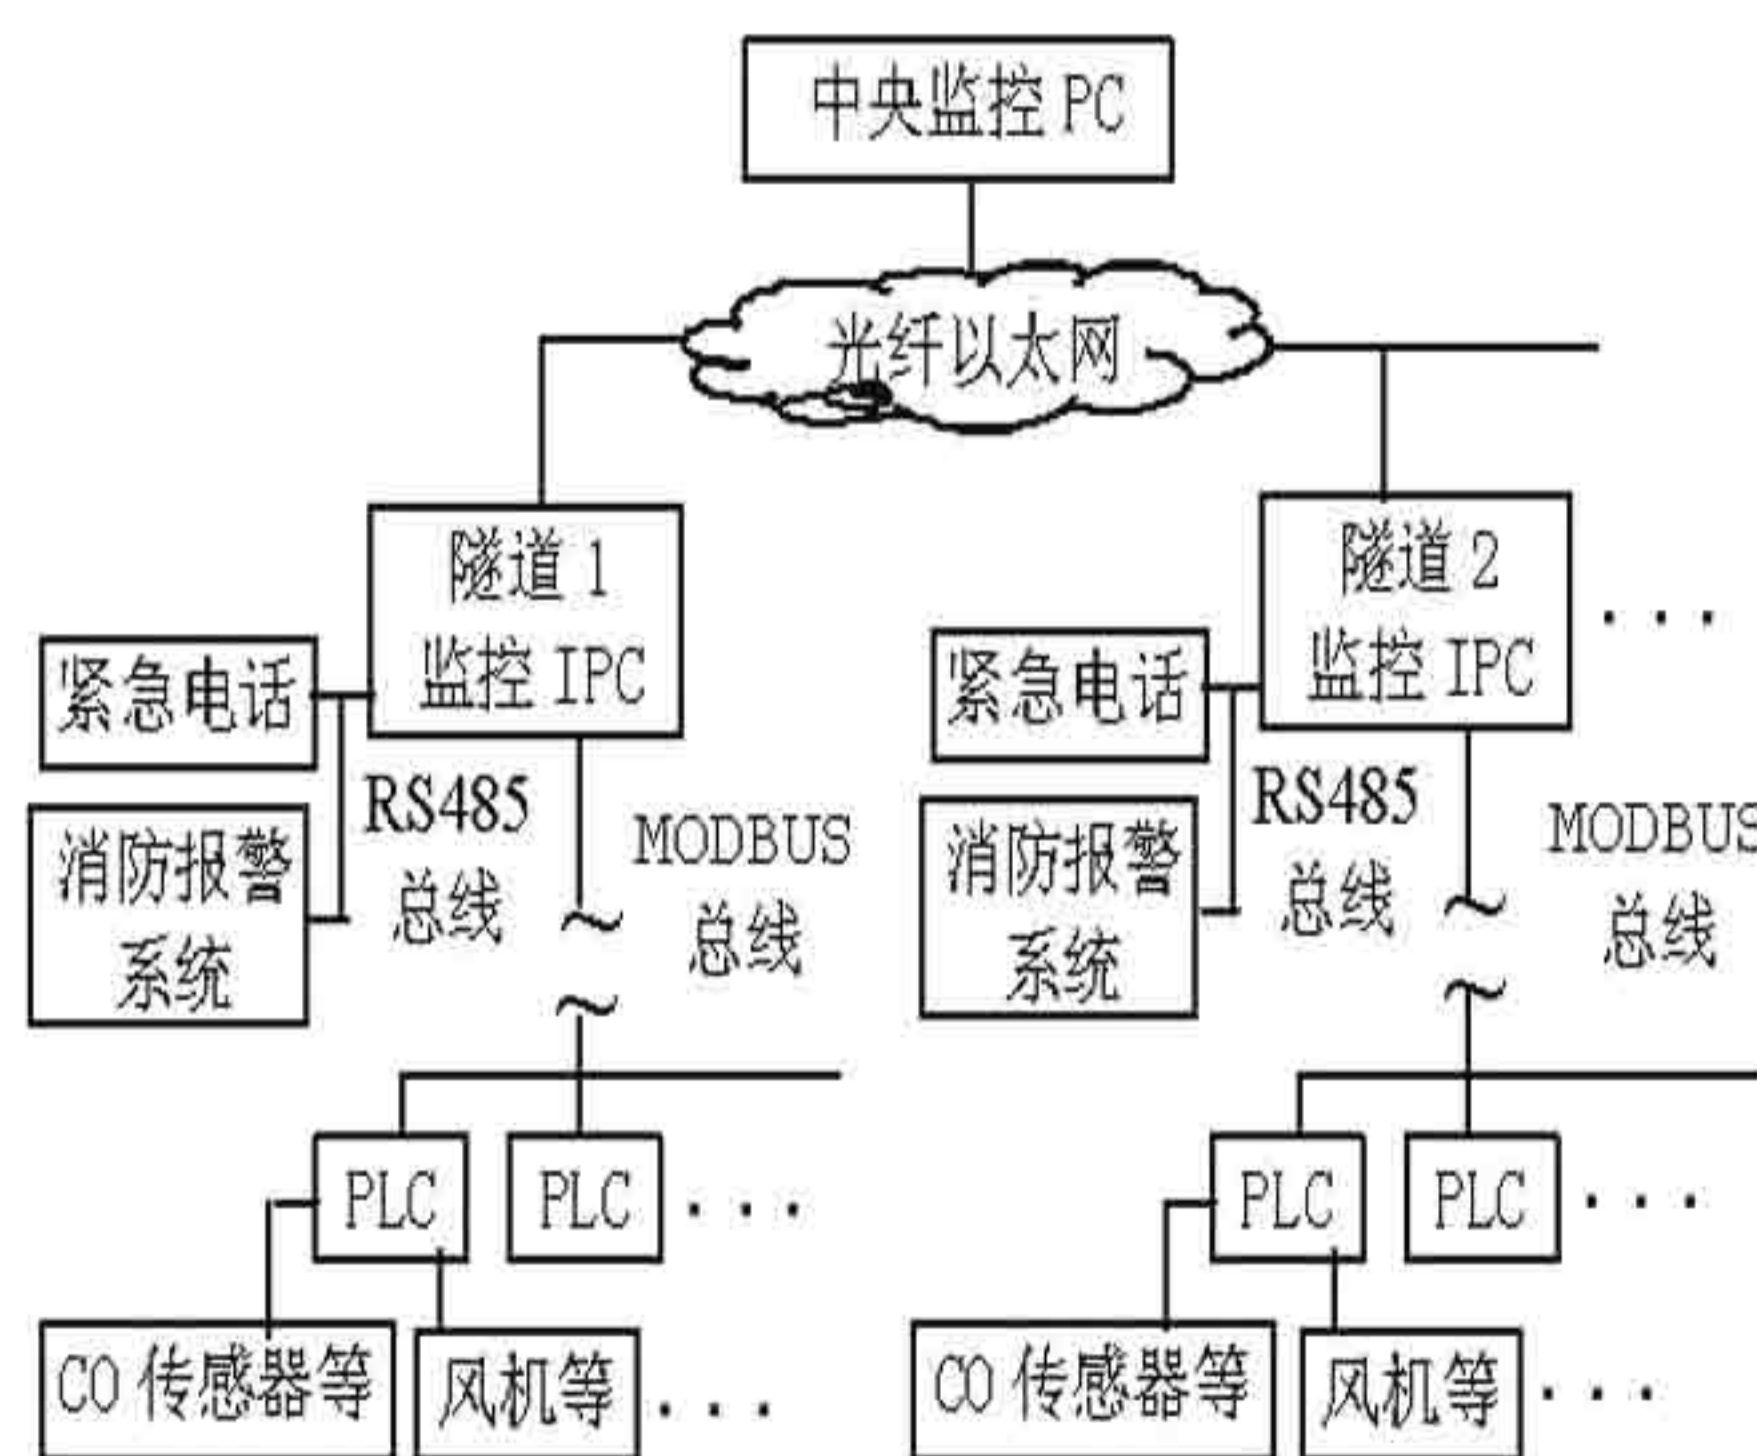 中央监控 PC
光纤以太网
隧道 1
监控 IPC
紧急电话
RS485
总线
消防报警
系统
MODBUS
总线
PLC
PLC
...
CO 传感器等
风机等
...
隧道 2
监控 IPC
...
紧急电话
RS485
总线
消防报警
系统
MODBUS
总线
PLC
PLC
...
CO 传感器等
风机等
...